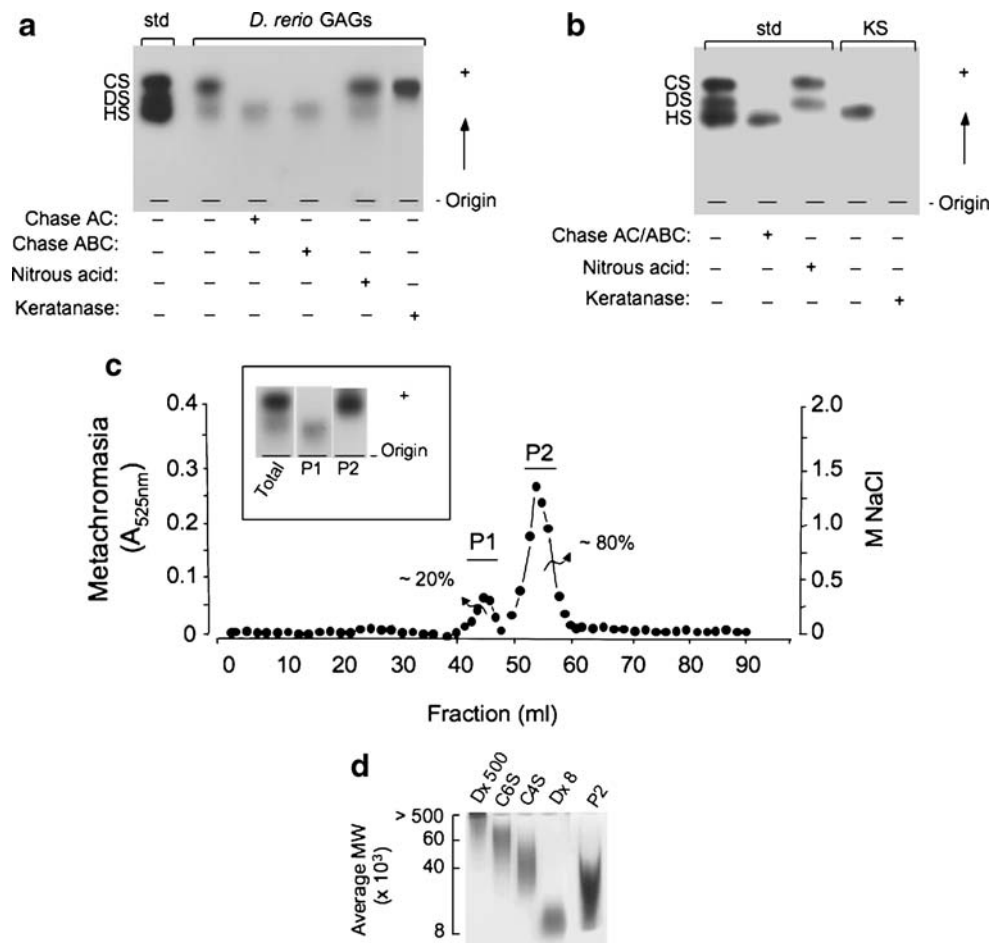 a
std
D. rerio GAGs
CS
DS
HS
+
- Origin
Chase AC: – – + – – –
Chase ABC: – – – + – –
Nitrous acid: – – – – + –
Keratanase: – – – – – +
b
std
KS
CS
DS
HS
+
- Origin
Chase AC/ABC: – + – – –
Nitrous acid: – – + – –
Keratanase: – – – – +
c
Metachromasia
(A525nm)
0.4
0.3
0.2
0.1
0
+
- Origin
Total P1 P2
P1
~ 20%
P2
~ 80%
2.0
1.5
1.0
0.5
0
M NaCl
0 10 20 30 40 50 60 70 80 90
Fraction (ml)
d
Dx 500 C6S C4S Dx 8 P2
Average MW
(x 10³)
> 500
60
40
8